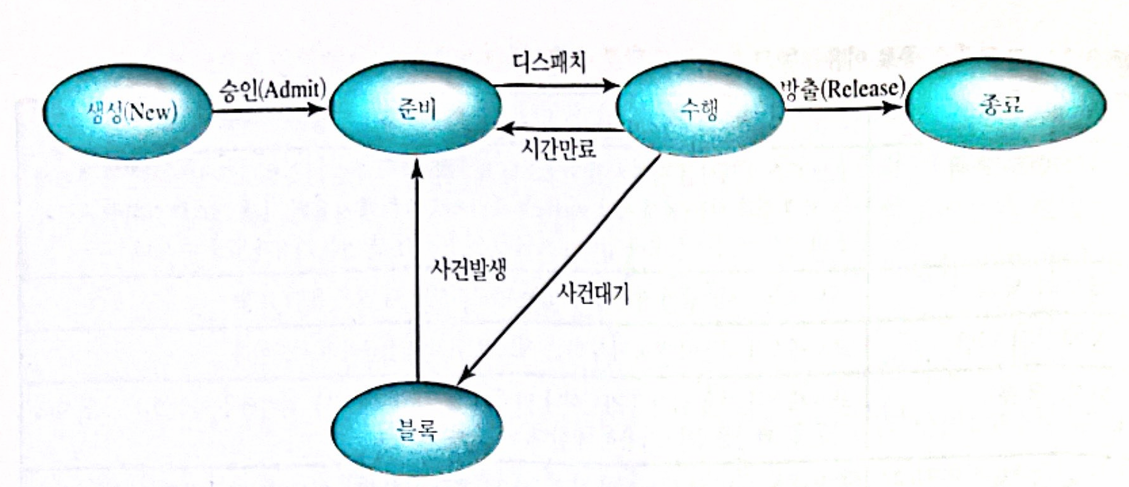 디스패치
생성(New)
승인(Admit)
준비
수행
방출(Release)
종료
시간만료
사건발생
사건대기
블록